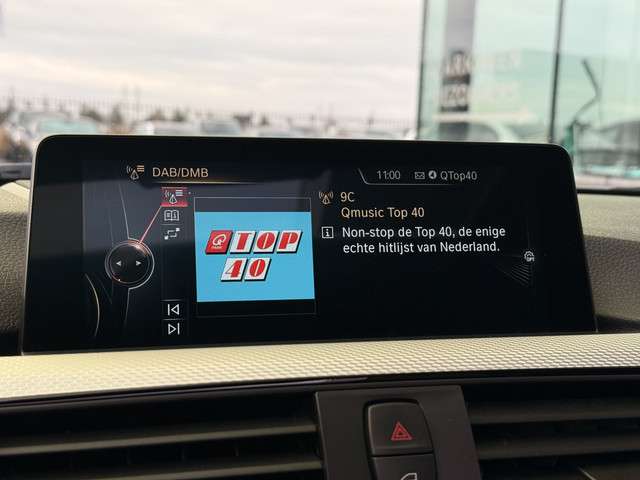 DAB/DMB
11:00
QTop40
9C
Qmusic Top 40
Non-stop de Top 40, de enige
echte hitlijst van Nederland.
TOP
40